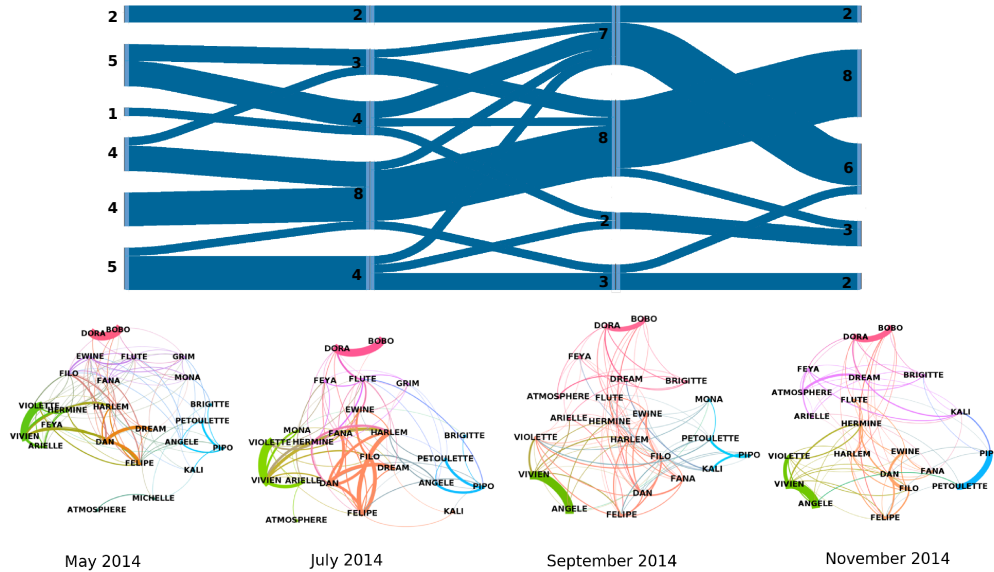 2 2 2
5 3 7 8
1 4
4 8 6
4 8 2 3
5 4 3 2
DORA BOBO
EWINE FLUTE GRIM
FILO FANA MONA
VIOLETTE HERMINE HARLEM BRIGITTE
FEYA PETOULETTE
VIVIEN DAN DREAM
ARIELLE ANGELE PIPO
FELIPE KALI
MICHELLE
ATMOSPHERE
May 2014
DORA BOBO
FEYA FLUTE GRIM
EWINE
MONA FANA HARLEM BRIGITTE
VIOLETTE HERMINE
FILO PETOULETTE
DREAM
VIVIEN ARIELLE DAN ANGELE PIPO
ATMOSPHERE FELIPE KALI
July 2014
DORA BOBO
FEYA
DREAM BRIGITTE
ATMOSPHERE FLUTE MONA
ARIELLE EWINE
HERMINE
VIOLETTE HARLEM PETOULETTE
FILO PIPO
VIVIEN KALI
FANA
DAN
ANGELE FELIPE
September 2014
DORA BOBO
FEYA DREAM BRIGITTE
ATMOSPHERE
FLUTE KALI
ARIELLE
HERMINE
VIOLETTE HARLEM EWINE PIP
DAN FANA
VIVIEN FILO PETOULETTE
ANGELE
FELIPE
November 2014